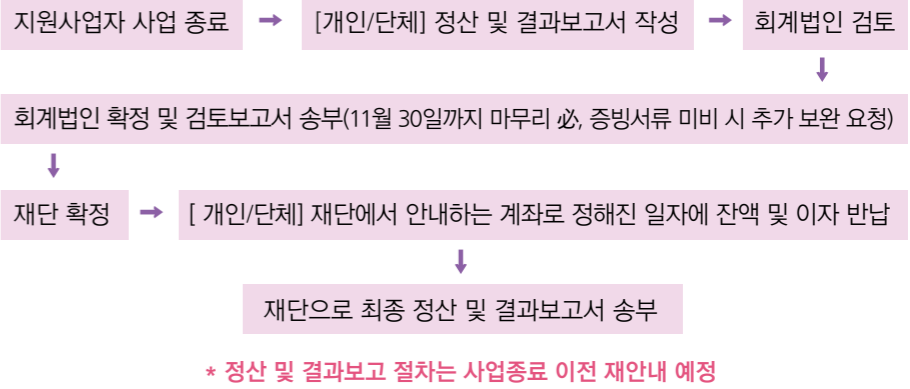 지원사업자 사업 종료 → [개인/단체] 정산 및 결과보고서 작성 → 회계법인 검토
↓
회계법인 확정 및 검토보고서 송부(11월 30일까지 마무리 必, 증빙서류 미비 시 추가 보완 요청)
↓
재단 확정 → [ 개인/단체] 재단에서 안내하는 계좌로 정해진 일자에 잔액 및 이자 반납
↓
재단으로 최종 정산 및 결과보고서 송부
* 정산 및 결과보고 절차는 사업종료 이전 재안내 예정